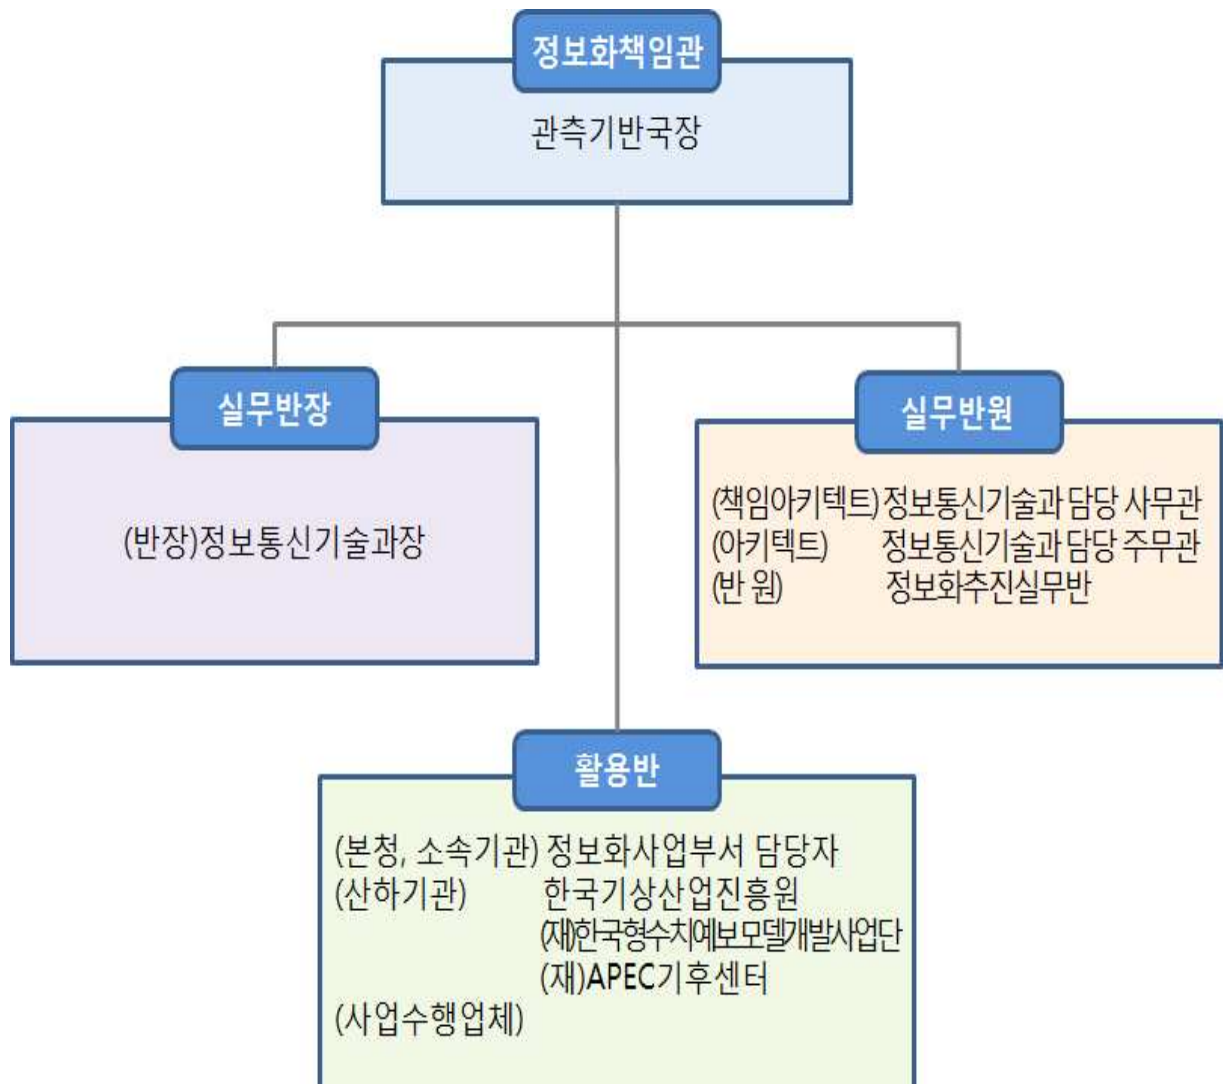 정보화책임관
관측기반국장
실무반장
(반장)정보통신기술과장
실무반원
(책임아키텍트) 정보통신기술과 담당 사무관
(아키텍트) 정보통신기술과 담당 주무관
(반 원) 정보화추진실무반
활용반
(본청, 소속기관) 정보화사업부서 담당자
(산하기관) 한국기상산업진흥원
(재)한국형수치예보모델개발사업단
(재)APEC기후센터
(사업수행업체)